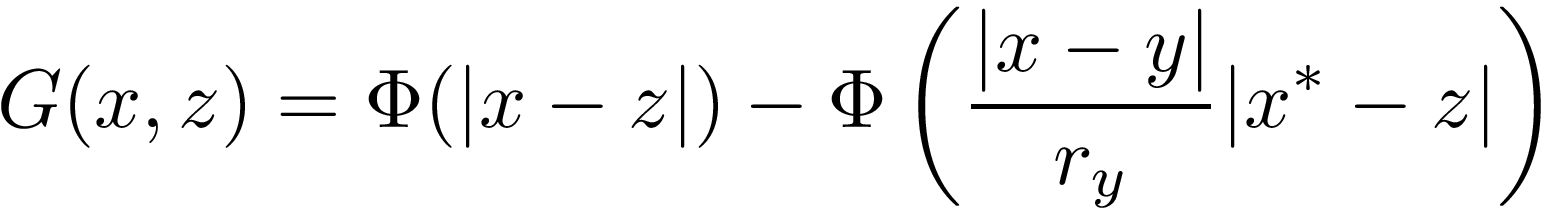 G(x, z) = Φ(|x − z|) − Φ(|x − y|/r_y |x* − z|)